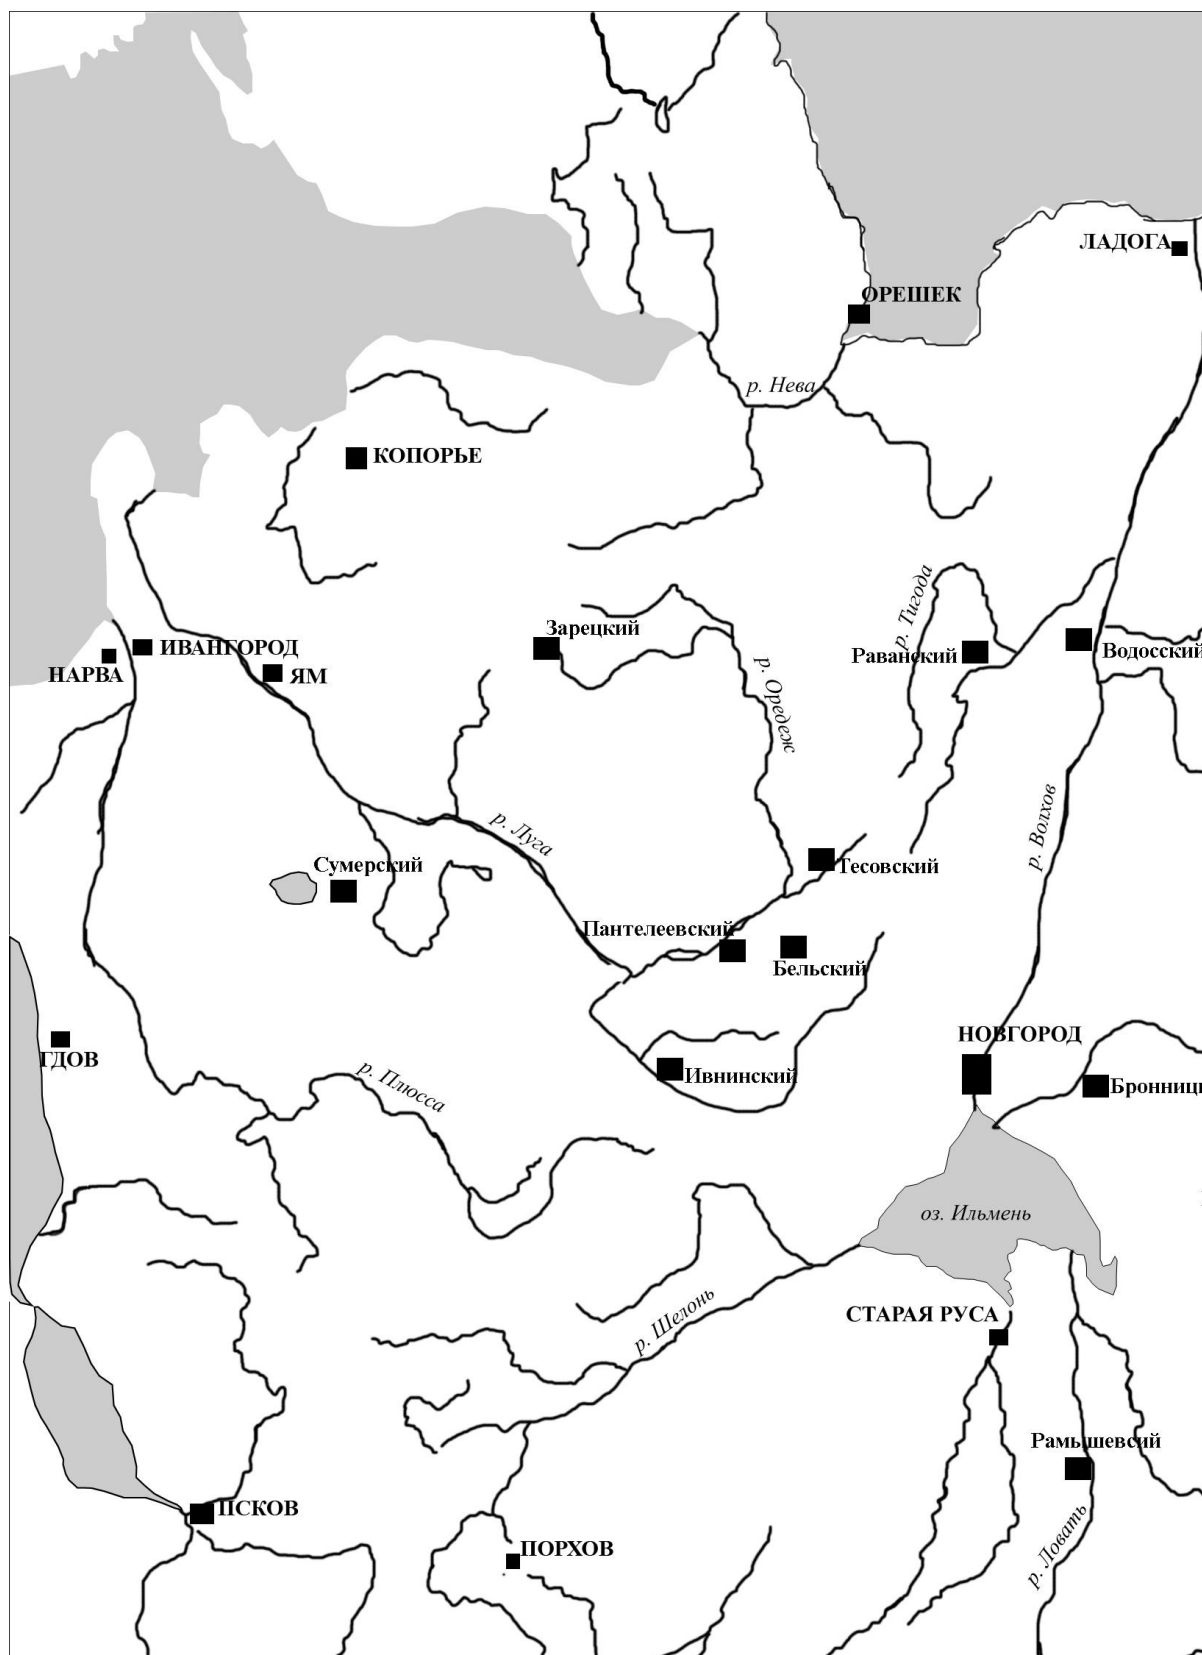 ЛАДОГА
ОРЕШЕК
р. Нева
КОПОРЬЕ
р. Тигода
Зарецкий
ИВАНГОРОД
Раванский
Водосский
НАРВА
ЯМ
р. Оредеж
р. Луга
р. Волхов
Сумерский
Тесовский
Пантелеевский
Бельский
НОВГОРОД
ГДОВ
Ивнинский
р. Плюсса
Бронниц
оз. Ильмень
СТАРАЯ РУСА
р. Шелонь
Рамышевсий
ПСКОВ
ПОРХОВ
р. Ловать